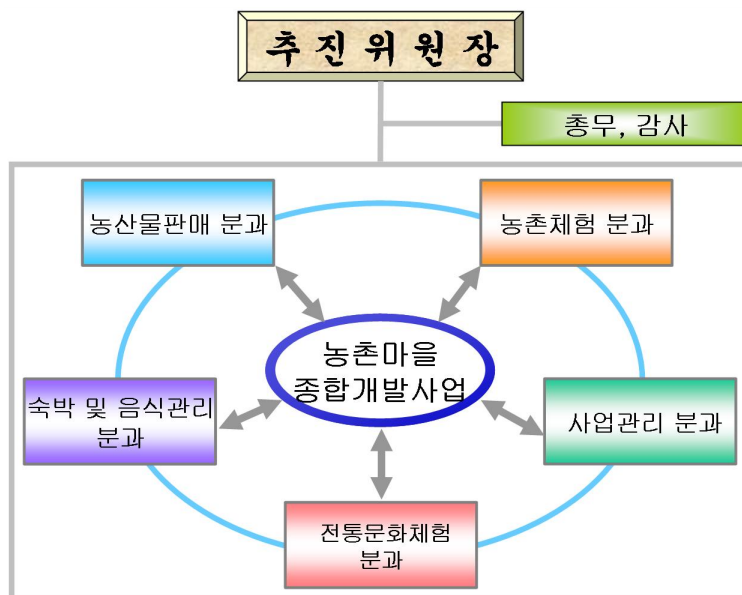 추진위원장
총무, 감사
농산물판매 분과
농촌체험 분과
농촌마을
종합개발사업
숙박 및 음식관리
분과
사업관리 분과
전통문화체험
분과